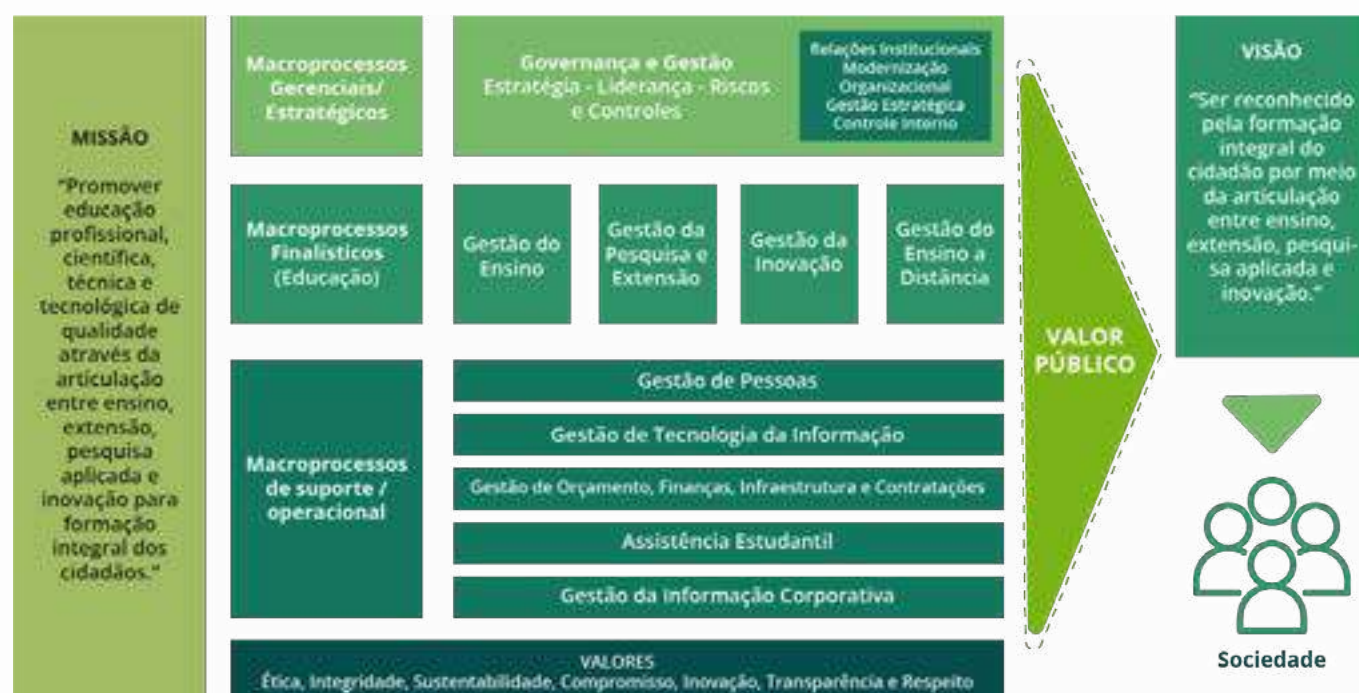 MISSÃO
"Promover
educação
profissional,
científica,
técnica e
tecnológica de
qualidade
através da
articulação
entre ensino,
extensão,
pesquisa
aplicada e
inovação para
formação
integral dos
cidadãos."
Macroprocessos
Gerenciais/
Estratégicos
Governança e Gestão
Estratégia - Liderança - Riscos
e Controles
Relações Institucionais
Modernização
Organizacional
Gestão Estratégica
Controle Interno
Macroprocessos
Finalísticos
(Educação)
Gestão do
Ensino
Gestão da
Pesquisa e
Extensão
Gestão da
Inovação
Gestão do
Ensino a
Distância
Macroprocessos
de suporte /
operacional
Gestão de Pessoas
Gestão de Tecnologia da Informação
Gestão de Orçamento, Finanças, Infraestrutura e Contratações
Assistência Estudantil
Gestão da Informação Corporativa
VALORES
Ética, Integridade, Sustentabilidade, Compromisso, Inovação, Transparência e Respeito
VALOR
PÚBLICO
VISÃO
"Ser reconhecido
pela formação
integral do
cidadão por meio
da articulação
entre ensino,
extensão, pesqui-
sa aplicada e
inovação."
Sociedade